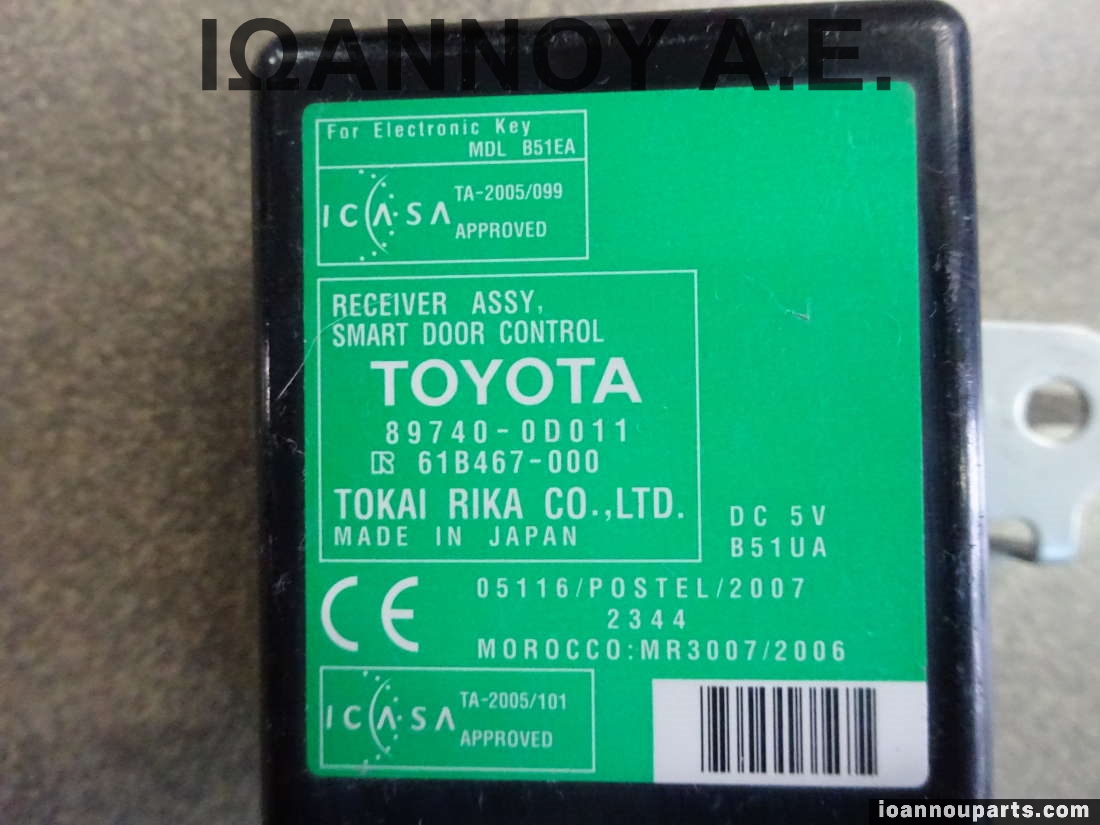 ΙΩΑΝΝΟΥ Α.Ε.
For Electronic Key
MDL B51EA
ICASA
TA-2005/099
APPROVED
RECEIVER ASSY,
SMART DOOR CONTROL
TOYOTA
89740-0D011
R 61B467-000
TOKAI RIKA CO.,LTD.
MADE IN JAPAN
DC 5V
B51UA
CE
05116/POSTEL/2007
2344
MOROCCO:MR3007/2006
ICASA
TA-2005/101
APPROVED
ioannouparts.com